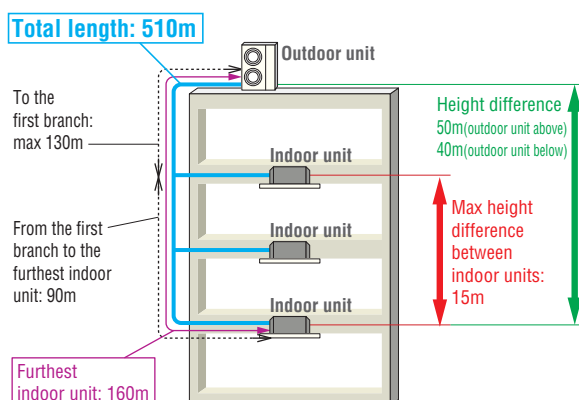 Total length: 510m
Outdoor unit
To the
first branch:
max 130m
Height difference
50m(outdoor unit above)
40m(outdoor unit below)
Indoor unit
Max height
difference
between
indoor units:
15m
From the first
branch to the
furthest indoor
unit: 90m
Indoor unit
Indoor unit
Furthest
indoor unit: 160m